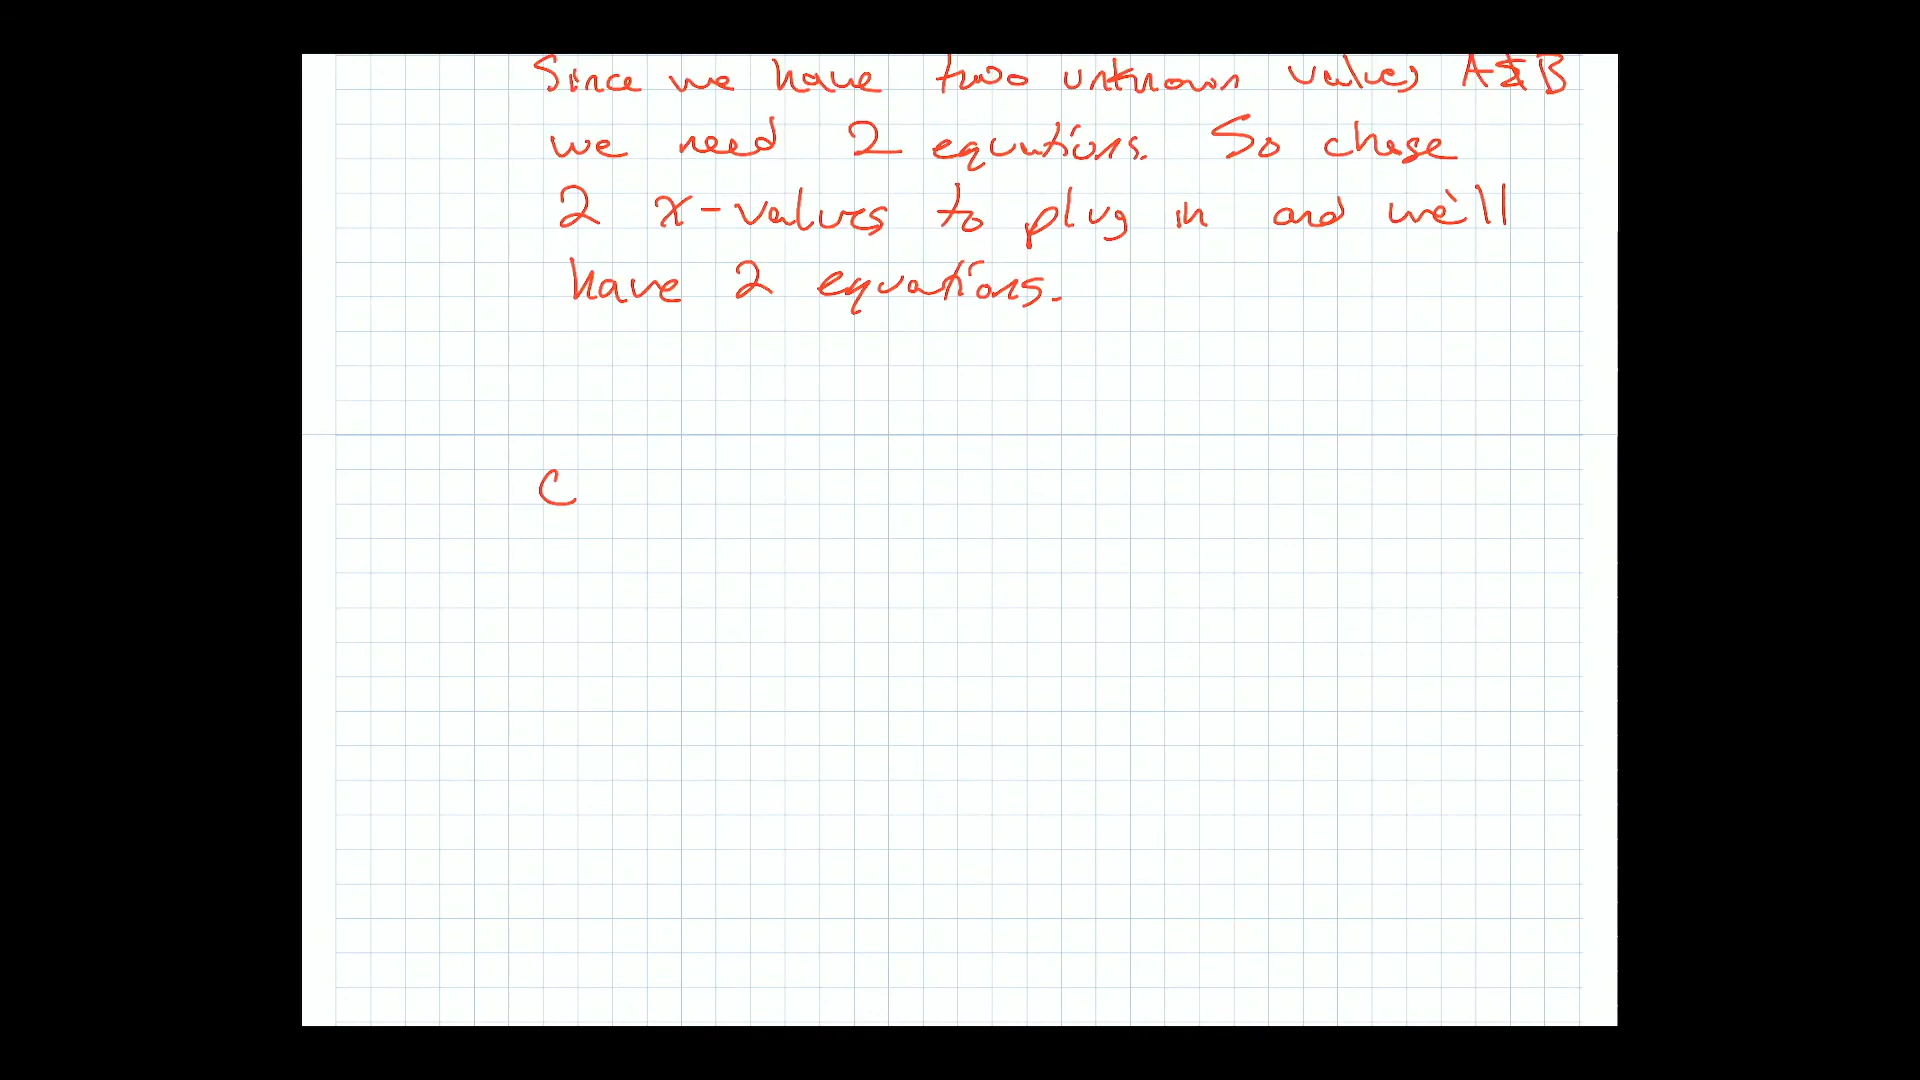 Since we have two unknown values A & B
we need 2 equations. So chose
2 x-values to plug in and we'll
have 2 equations.
C